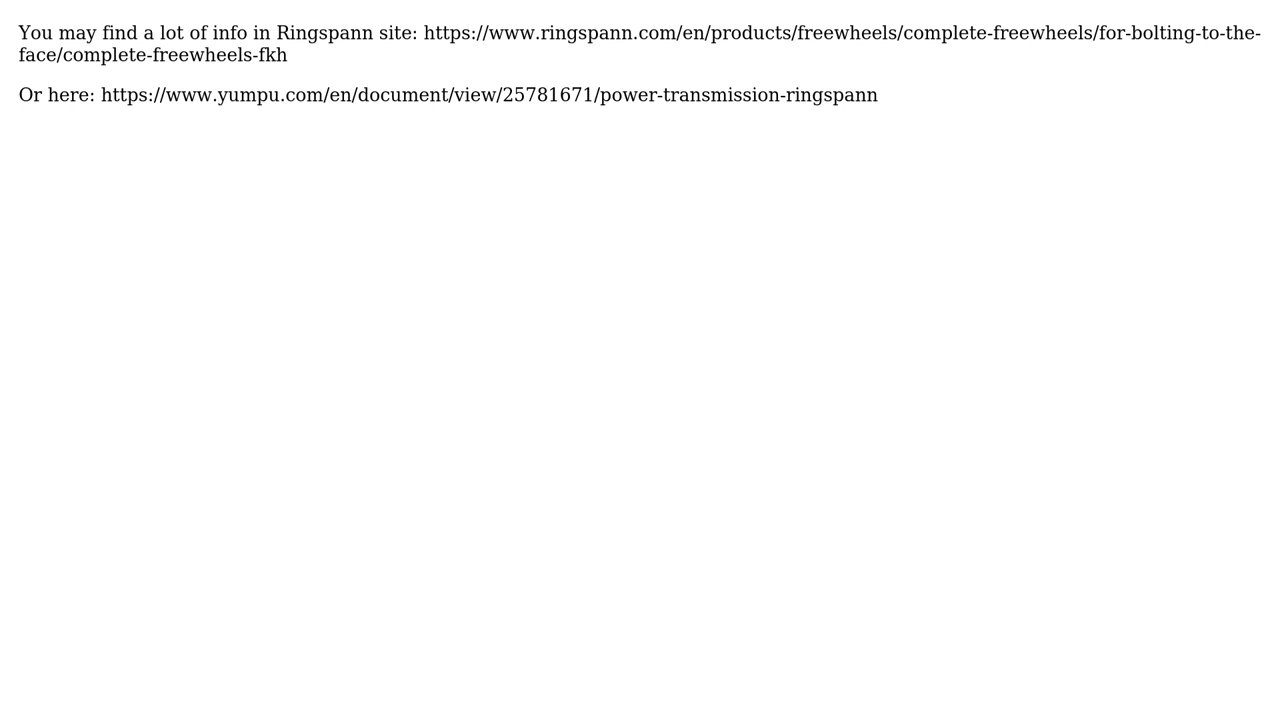 You may find a lot of info in Ringspann site: https://www.ringspann.com/en/products/freewheels/complete-freewheels/for-bolting-to-the-
face/complete-freewheels-fkh
Or here: https://www.yumpu.com/en/document/view/25781671/power-transmission-ringspann